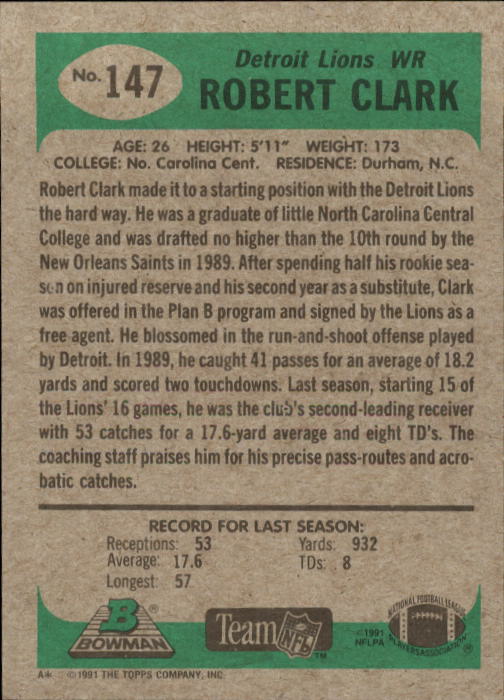 No. 147
Detroit Lions WR
ROBERT CLARK
AGE: 26 HEIGHT: 5'11" WEIGHT: 173
COLLEGE: No. Carolina Cent. RESIDENCE: Durham, N.C.
Robert Clark made it to a starting position with the Detroit Lions
the hard way. He was a graduate of little North Carolina Central
College and was drafted no higher than the 10th round by the
New Orleans Saints in 1989. After spending half his rookie sea-
son on injured reserve and his second year as a substitute, Clark
was offered in the Plan B program and signed by the Lions as a
free agent. He blossomed in the run-and-shoot offense played
by Detroit. In 1989, he caught 41 passes for an average of 18.2
yards and scored two touchdowns. Last season, starting 15 of
the Lions' 16 games, he was the club's second-leading receiver
with 53 catches for a 17.6-yard average and eight TD's. The
coaching staff praises him for his precise pass-routes and acro-
batic catches.
RECORD FOR LAST SEASON:
Receptions: 53 Yards: 932
Average: 17.6 TDs: 8
Longest: 57
B ®
BOWMAN
Team NFL ™
© 1991
NFLPA
NATIONAL FOOTBALL LEAGUE
PLAYERS ASSOCIATION ®
A* © 1991 THE TOPPS COMPANY, INC.